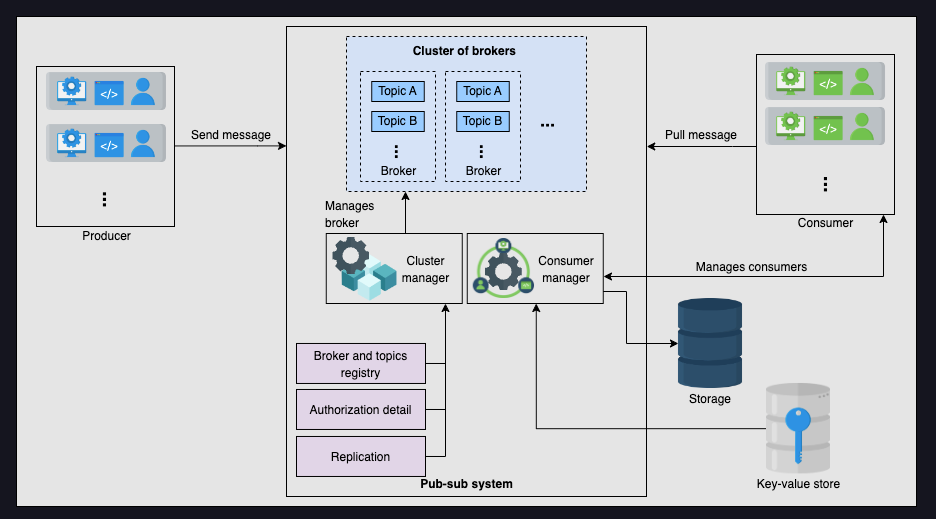 Cluster of brokers
Topic A
Topic B
Broker
Topic A
Topic B
Broker
...
</>
</>
Producer
Send message
Pull message
</>
</>
Consumer
Manages
broker
Cluster
manager
Consumer
manager
Manages consumers
Broker and topics
registry
Authorization detail
Replication
Pub-sub system
Storage
Key-value store